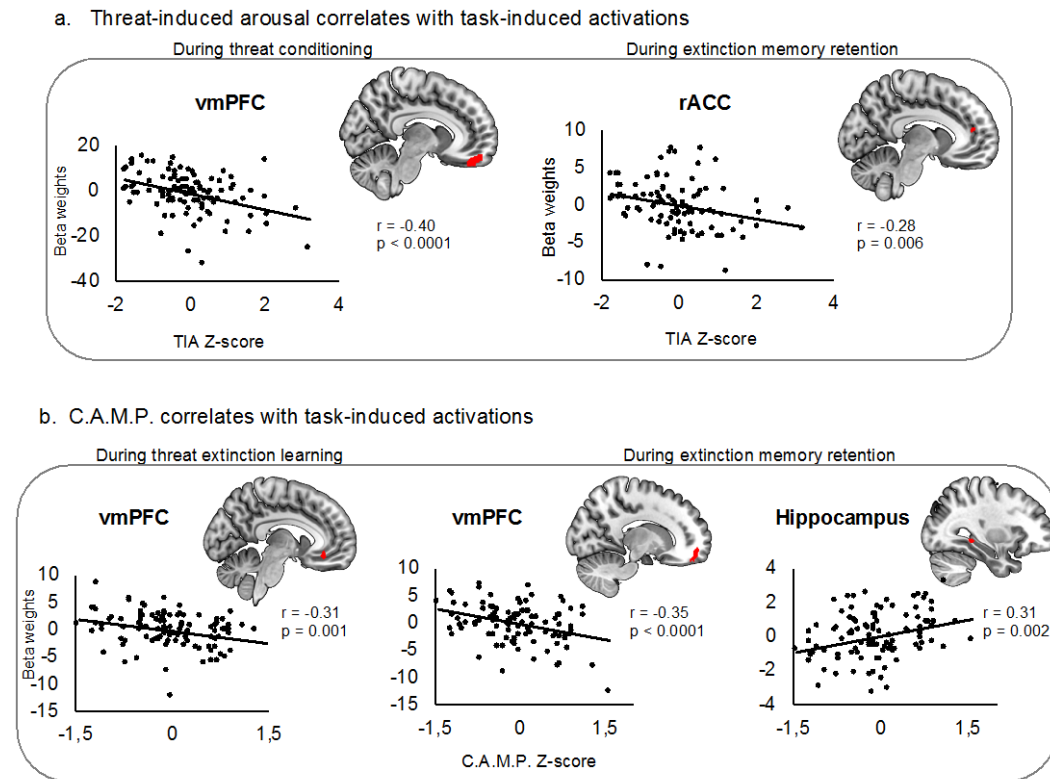 a. Threat-induced arousal correlates with task-induced activations
During threat conditioning
During extinction memory retention
vmPFC
rACC
20
0
-20
-40
Beta weights
-2
0
2
4
TIA Z-score
r = -0.40
p < 0.0001
10
5
0
-5
-10
Beta weights
-2
0
2
4
TIA Z-score
r = -0.28
p = 0.006
b. C.A.M.P. correlates with task-induced activations
During threat extinction learning
During extinction memory retention
vmPFC
vmPFC
Hippocampus
10
5
0
-5
-10
-15
Beta weights
-1,5
0
1,5
r = -0.31
p = 0.001
10
5
0
-5
-10
-15
-1,5
0
1,5
r = -0.35
p < 0.0001
4
2
0
-2
-4
-1,5
0
1,5
r = 0.31
p = 0.002
C.A.M.P. Z-score